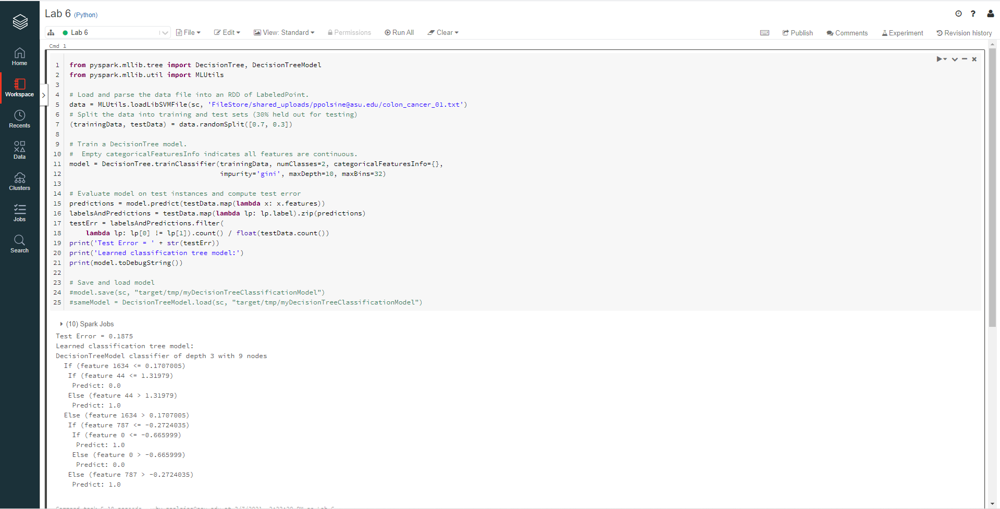 Lab 6 (Python)
Lab 6
File
Edit
View: Standard
Permissions
Run All
Clear
Publish
Comments
Experiment
Revision history
Home
Workspace
Recents
Data
Clusters
Jobs
Search
Cmd 1
1 from pyspark.mllib.tree import DecisionTree, DecisionTreeModel
2 from pyspark.mllib.util import MLUtils
3
4 # Load and parse the data file into an RDD of LabeledPoint.
5 data = MLUtils.loadLibSVMFile(sc, 'FileStore/shared_uploads/ppolsine@asu.edu/colon_cancer_01.txt')
6 # Split the data into training and test sets (30% held out for testing)
7 (trainingData, testData) = data.randomSplit([0.7, 0.3])
8
9 # Train a DecisionTree model.
10 #  Empty categoricalFeaturesInfo indicates all features are continuous.
11 model = DecisionTree.trainClassifier(trainingData, numClasses=2, categoricalFeaturesInfo={},
12                                      impurity='gini', maxDepth=10, maxBins=32)
13
14 # Evaluate model on test instances and compute test error
15 predictions = model.predict(testData.map(lambda x: x.features))
16 labelsAndPredictions = testData.map(lambda lp: lp.label).zip(predictions)
17 testErr = labelsAndPredictions.filter(
18     lambda lp: lp[0] != lp[1]).count() / float(testData.count())
19 print('Test Error = ' + str(testErr))
20 print('Learned classification tree model:')
21 print(model.toDebugString())
22
23 # Save and load model
24 #model.save(sc, "target/tmp/myDecisionTreeClassificationModel")
25 #sameModel = DecisionTreeModel.load(sc, "target/tmp/myDecisionTreeClassificationModel")
(10) Spark Jobs
Test Error = 0.1875
Learned classification tree model:
DecisionTreeModel classifier of depth 3 with 9 nodes
  If (feature 1634 <= 0.1707005)
   If (feature 44 <= 1.31979)
    Predict: 0.0
   Else (feature 44 > 1.31979)
    Predict: 1.0
  Else (feature 1634 > 0.1707005)
   If (feature 787 <= -0.2724035)
    If (feature 0 <= -0.665999)
     Predict: 1.0
    Else (feature 0 > -0.665999)
     Predict: 0.0
   Else (feature 787 > -0.2724035)
    Predict: 1.0